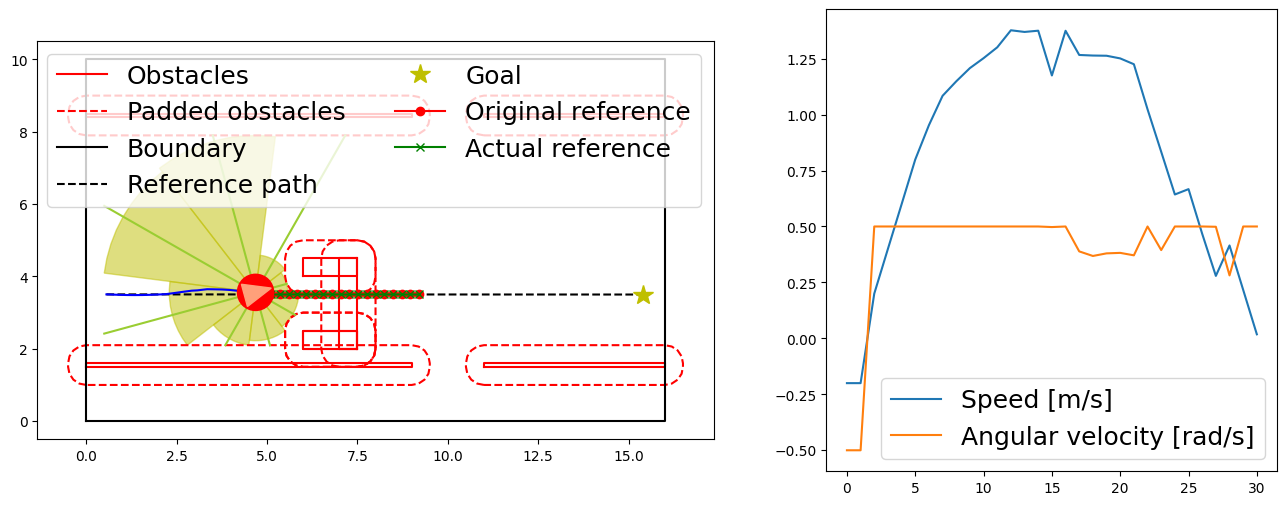 10
8
6
4
2
0
0.0 2.5 5.0 7.5 10.0 12.5 15.0
Obstacles
Padded obstacles
Boundary
Reference path
Goal
Original reference
Actual reference
1.25
1.00
0.75
0.50
0.25
0.00
−0.25
−0.50
0 5 10 15 20 25 30
Speed [m/s]
Angular velocity [rad/s]